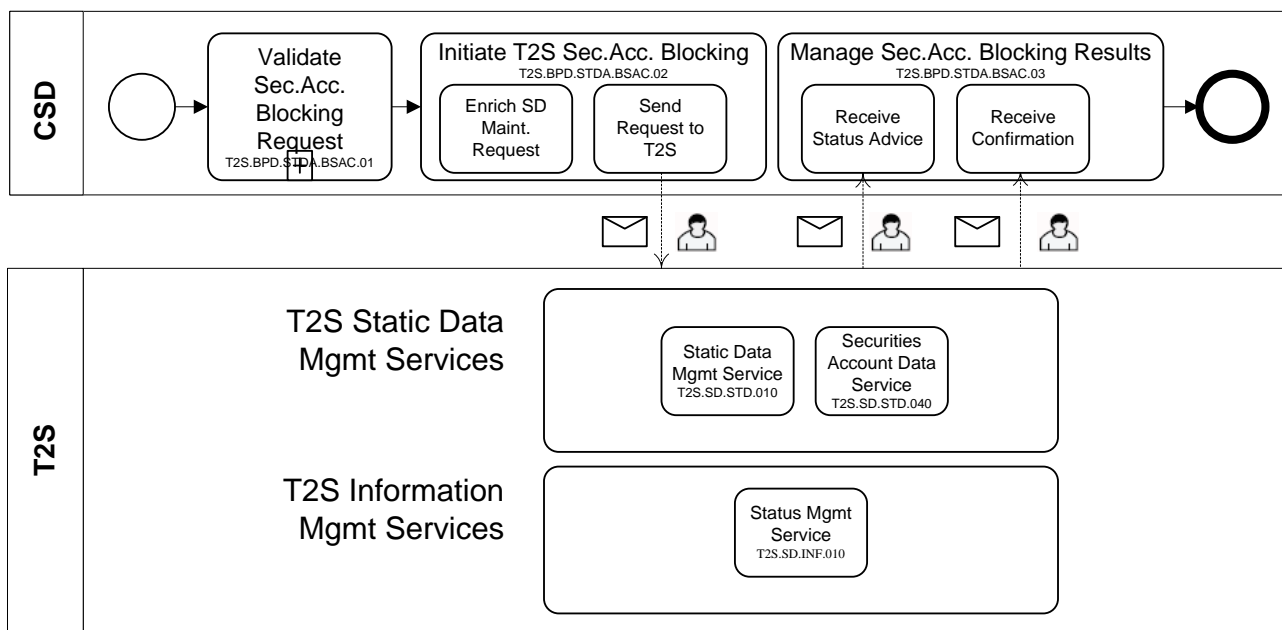 CSD
Validate
Sec.Acc.
Blocking
Request
T2S.BPD.STDA.BSAC.01
Initiate T2S Sec.Acc. Blocking
T2S.BPD.STDA.BSAC.02
Enrich SD
Maint.
Request
Send
Request to
T2S
Manage Sec.Acc. Blocking Results
T2S.BPD.STDA.BSAC.03
Receive
Status Advice
Receive
Confirmation
T2S
T2S Static Data
Mgmt Services
Static Data
Mgmt Service
T2S.SD.STD.010
Securities
Account Data
Service
T2S.SD.STD.040
T2S Information
Mgmt Services
Status Mgmt
Service
T2S.SD.INF.010